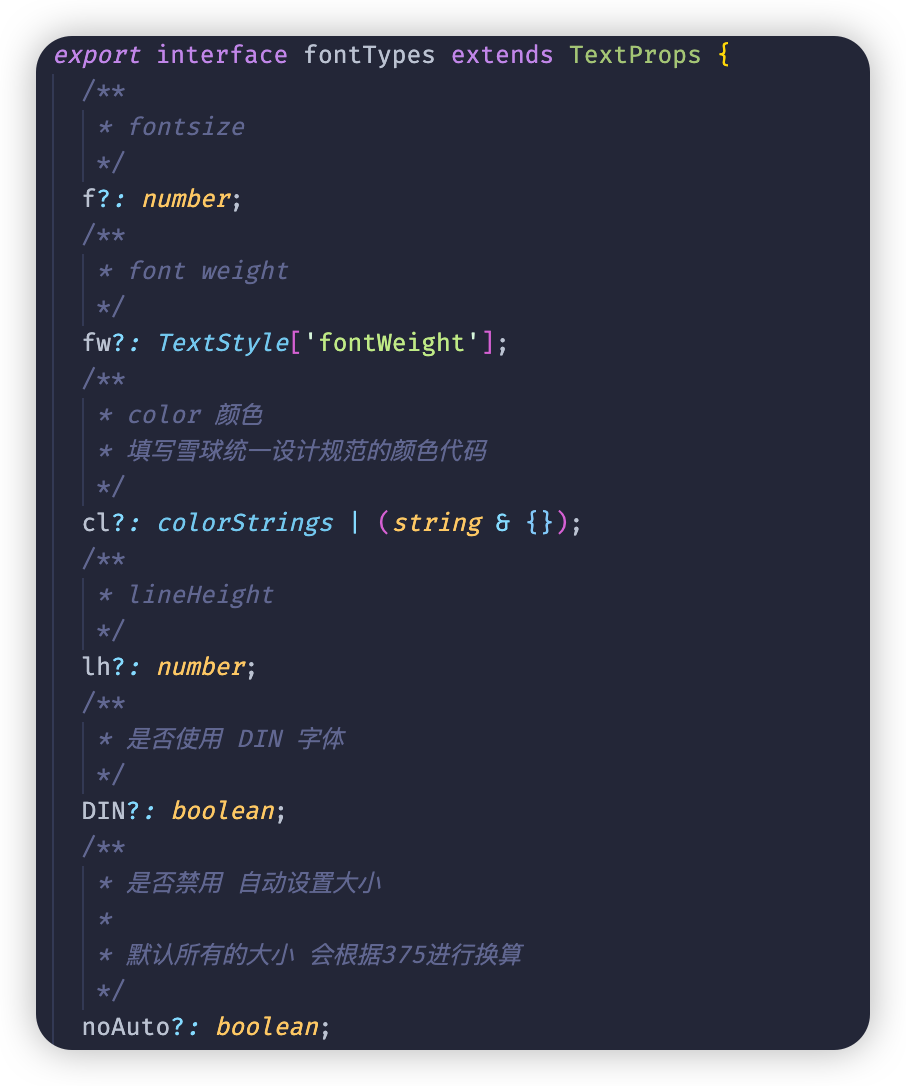 export interface fontTypes extends TextProps {
/**
* fontsize
*/
f?: number;
/**
* font weight
*/
fw?: TextStyle['fontWeight'];
/**
* color 颜色
* 填写雪球统一设计规范的颜色代码
*/
cl?: colorStrings | (string & {});
/**
* lineHeight
*/
lh?: number;
/**
* 是否使用 DIN 字体
*/
DIN?: boolean;
/**
* 是否禁用 自动设置大小
*
* 默认所有的大小 会根据375进行换算
*/
noAuto?: boolean;